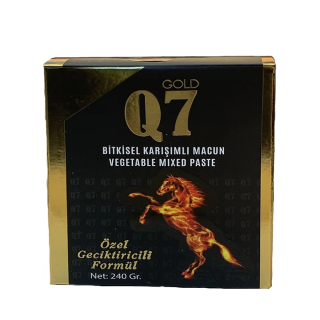 GOLD
Q7
BİTKİSEL KARIŞIMLI MACUN
VEGETABLE MIXED PASTE
Özel
Geciktiricili
Formül
Net: 240 Gr.